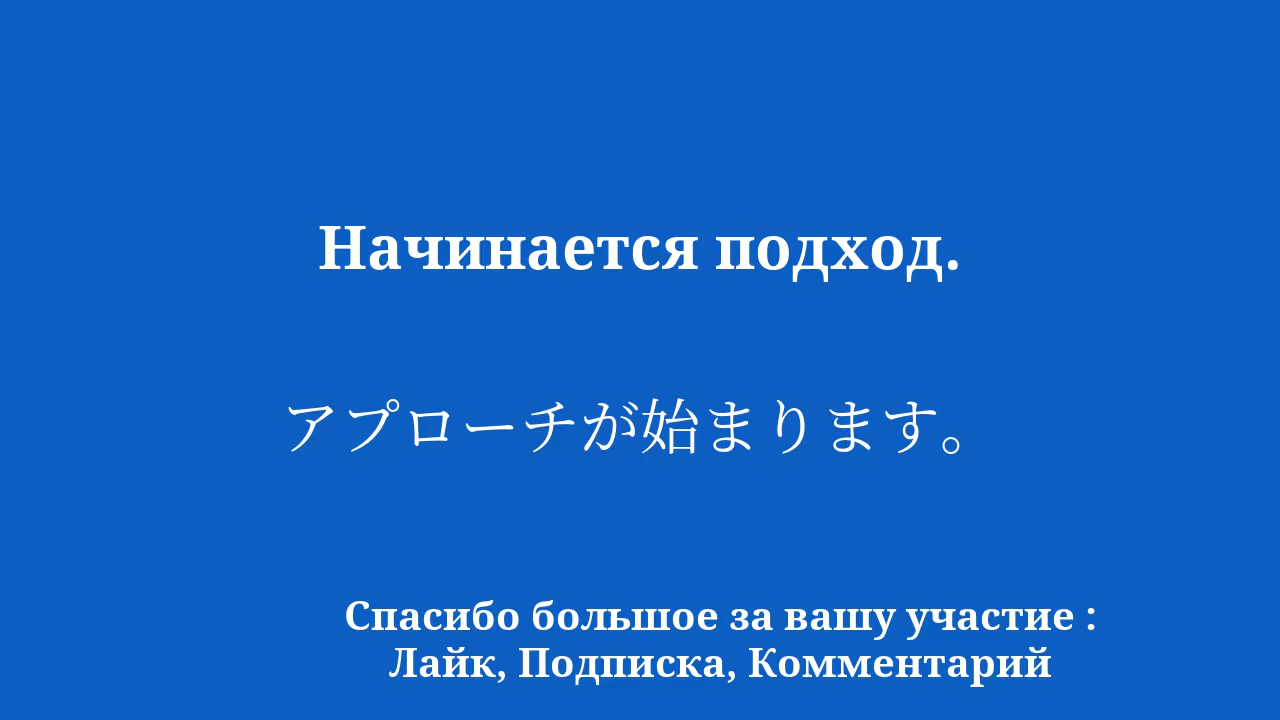 Начинается подход.
アプローチが始まります。
Спасибо большое за вашу участие :
Лайк, Подписка, Комментарий